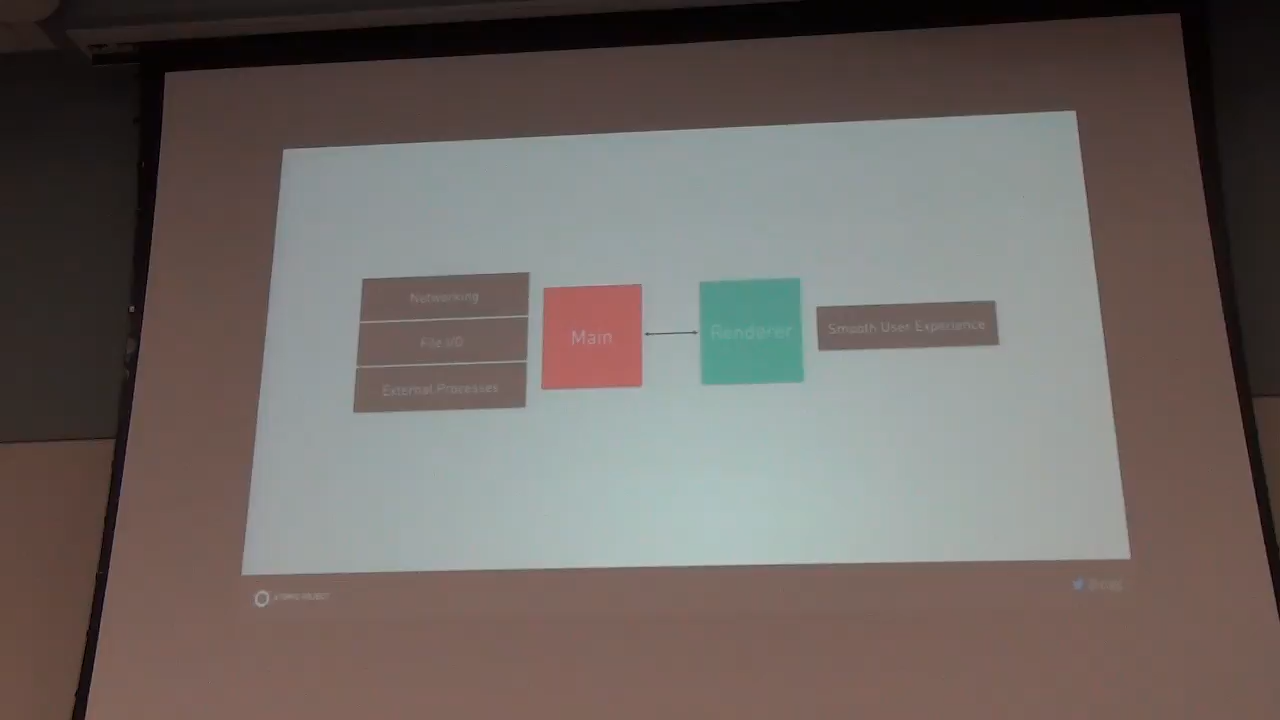 Networking
File I/O
External Processes
Main
Renderer
Smooth User Experience